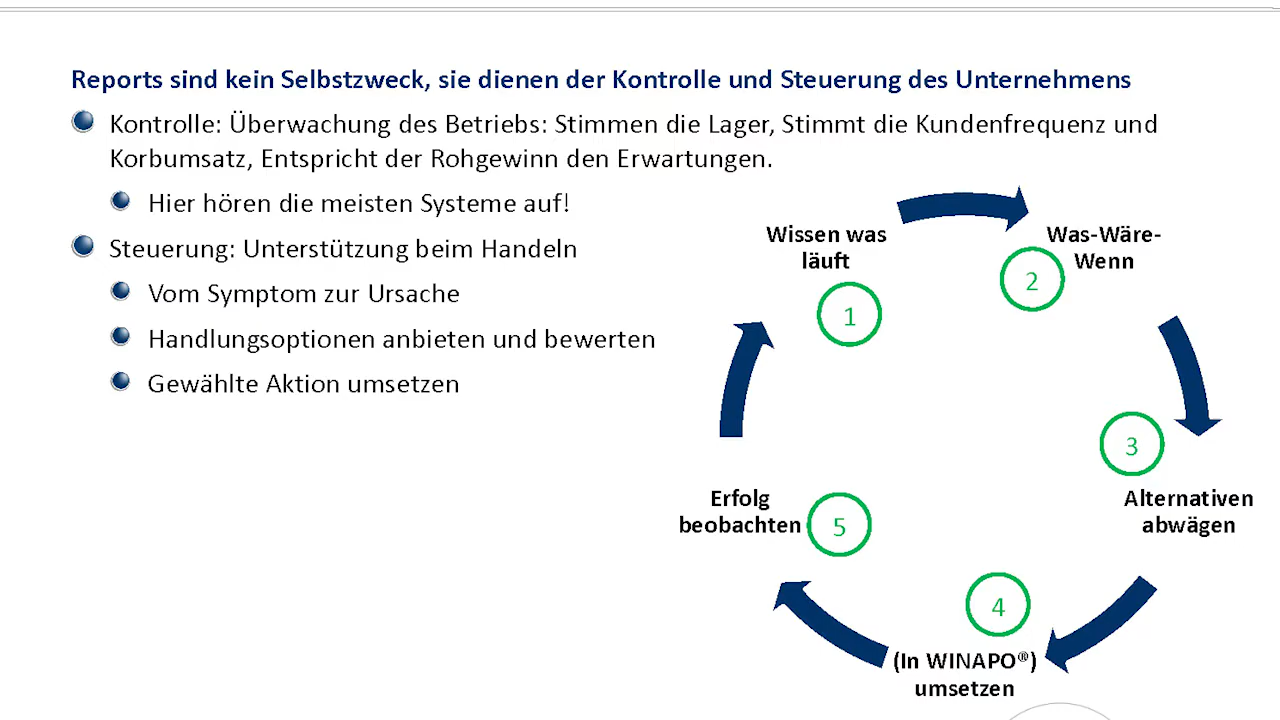 Reports sind kein Selbstzweck, sie dienen der Kontrolle und Steuerung des Unternehmens
Kontrolle: Überwachung des Betriebs: Stimmen die Lager, Stimmt die Kundenfrequenz und
Korbumsatz, Entspricht der Rohgewinn den Erwartungen.
Hier hören die meisten Systeme auf!
Steuerung: Unterstützung beim Handeln
Vom Symptom zur Ursache
Handlungsoptionen anbieten und bewerten
Gewählte Aktion umsetzen
Wissen was
läuft
1
Was-Wäre-
Wenn
2
3
Alternativen
abwägen
4
(In WINAPO®)
umsetzen
Erfolg
beobachten
5